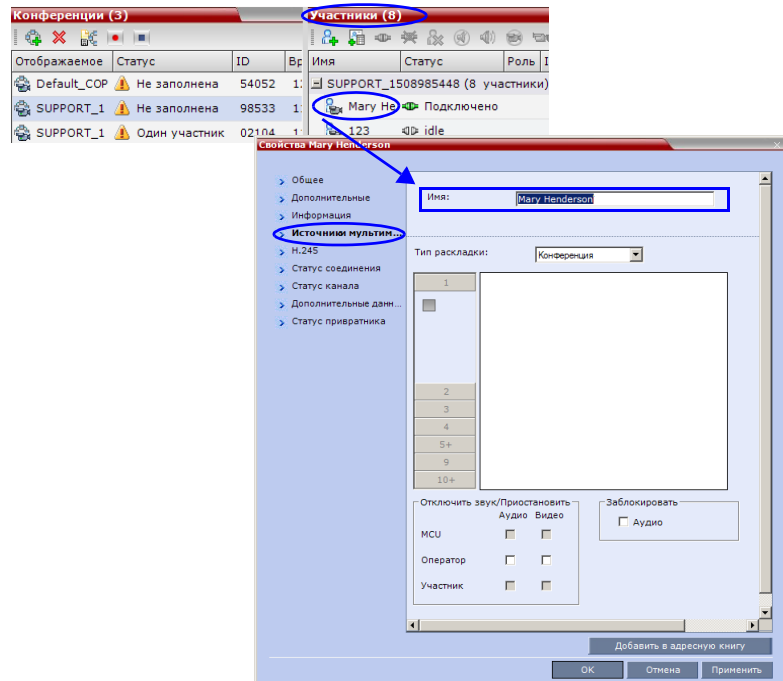 Конференции (3)
Отображаемое Статус ID Вр
Default_COP Не заполнена 54052 1
SUPPORT_1 Не заполнена 98533 1
SUPPORT_1 Один участник 02104 1
Участники (8)
Имя Статус Роль I
SUPPORT_1508985448 (8 участники)
Mary He Подключено
123 idle
Свойства Mary Henderson
Общее
Дополнительные
Информация
Источники мультим...
H.245
Статус соединения
Статус канала
Дополнительные данн...
Статус привратника
Имя: Mary Henderson
Тип раскладки: Конференция
1
2
3
4
5+
9
10+
Отключить звук/Приостановить
Аудио Видео
MCU
Оператор
Участник
Заблокировать
Аудио
Добавить в адресную книгу
OK Отмена Применить